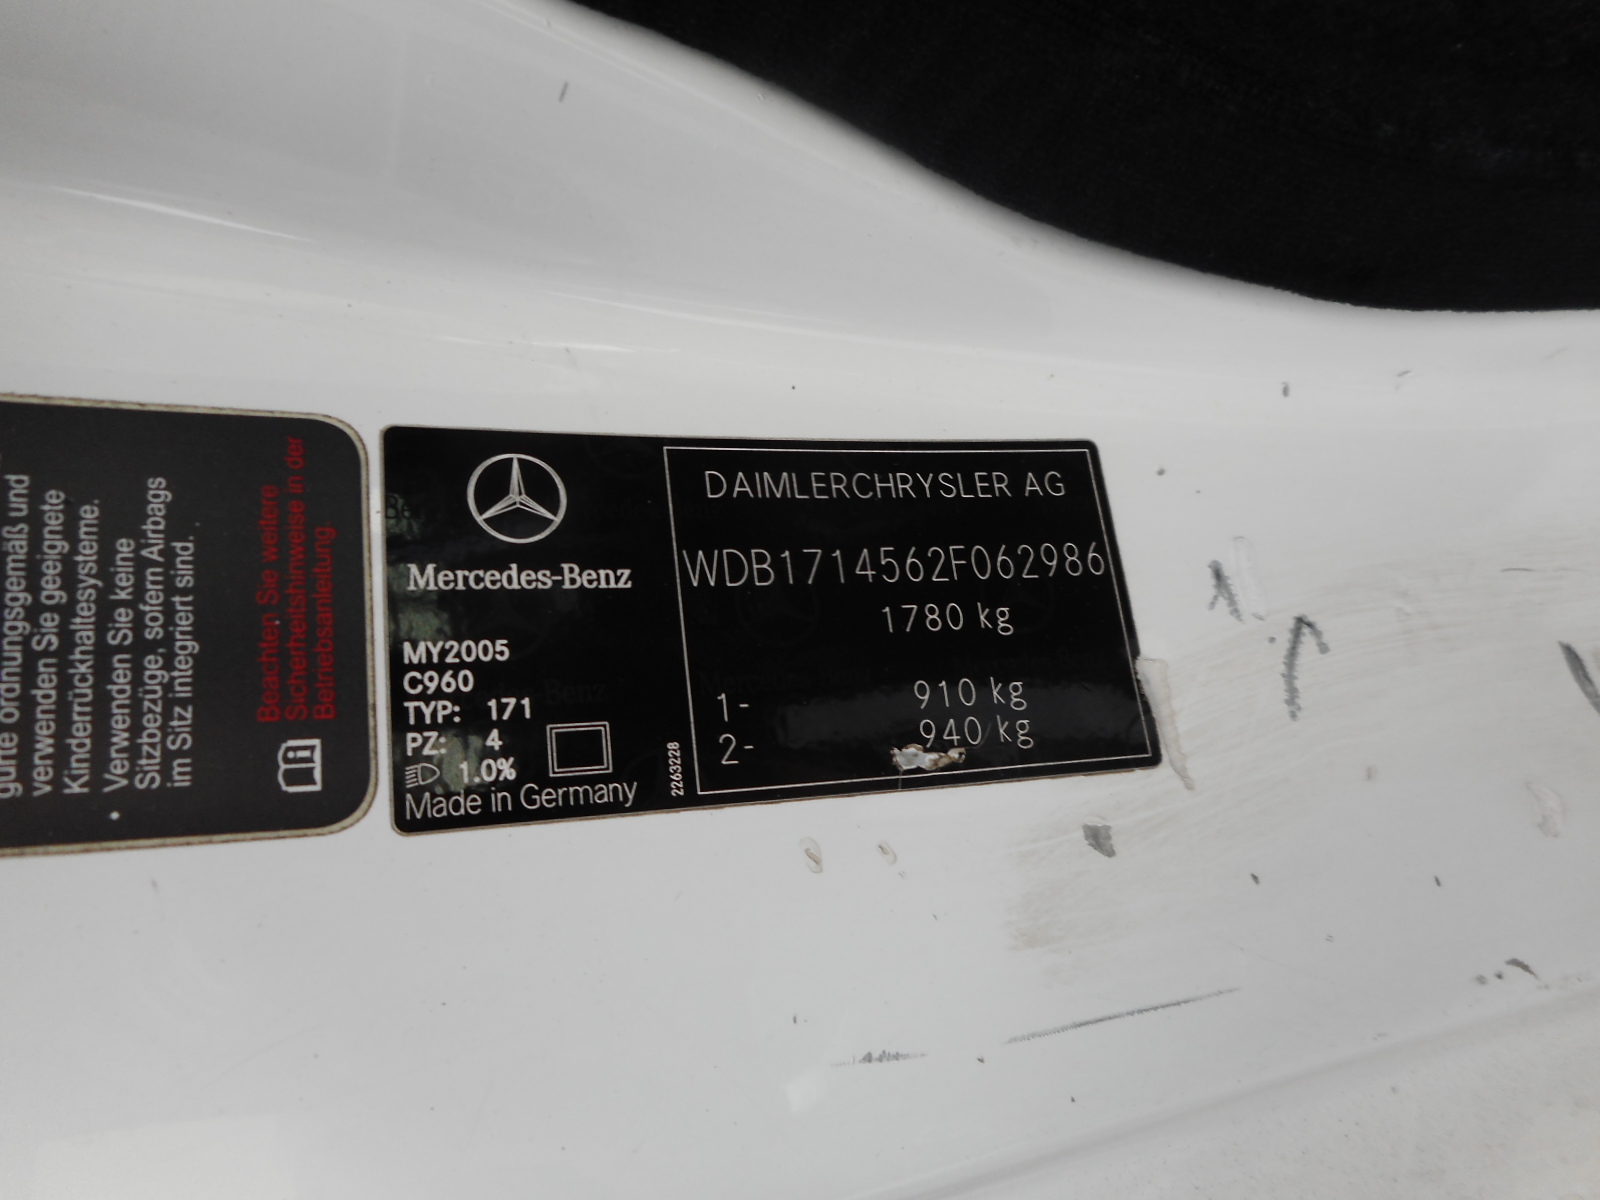 gurte ordnungsgemäß und
verwenden Sie geeignete
Kinderrückhaltesysteme.
• Verwenden Sie keine
Sitzbezüge, sofern Airbags
im Sitz integriert sind.
Beachten Sie weitere
Sicherheitshinweise in der
Betriebsanleitung.
Mercedes-Benz
MY2005
C960
TYP: 171
PZ: 4
1.0%
Made in Germany
2263228
DAIMLERCHRYSLER AG
WDB1714562F062986
1780 kg
1- 910 kg
2- 940 kg